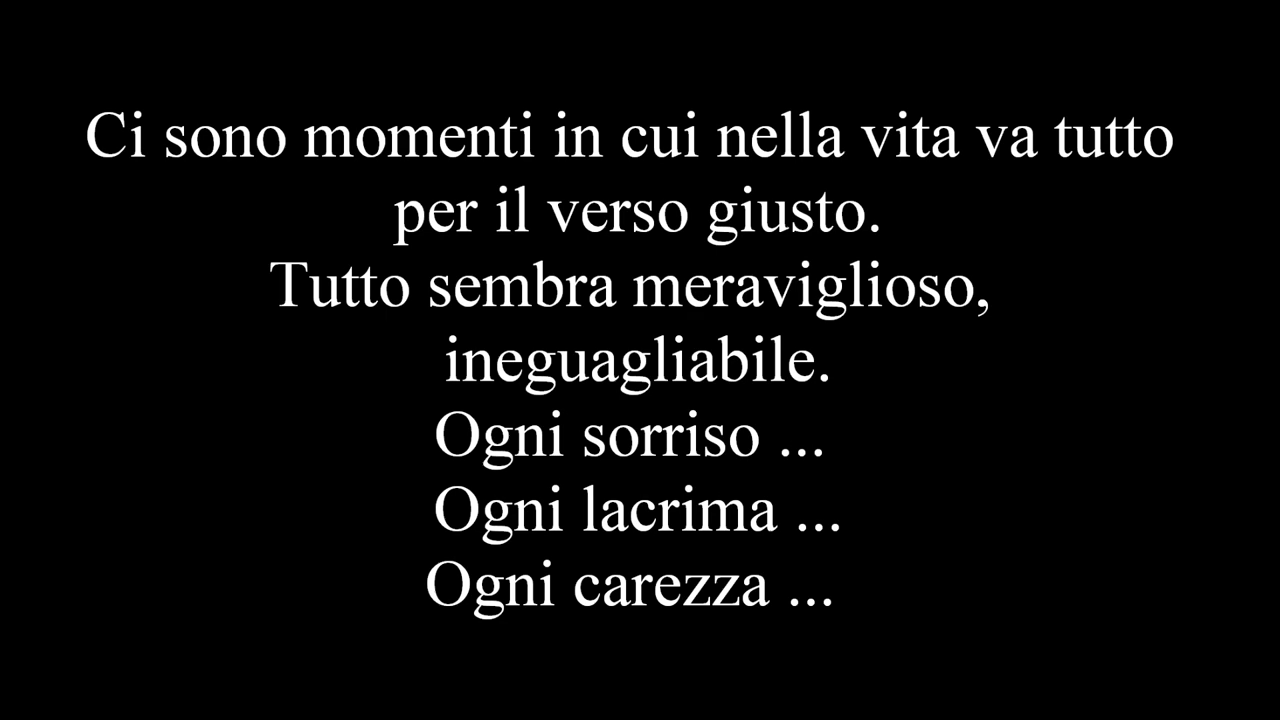 Ci sono momenti in cui nella vita va tutto
per il verso giusto.
Tutto sembra meraviglioso,
ineguagliabile.
Ogni sorriso ...
Ogni lacrima ...
Ogni carezza ...